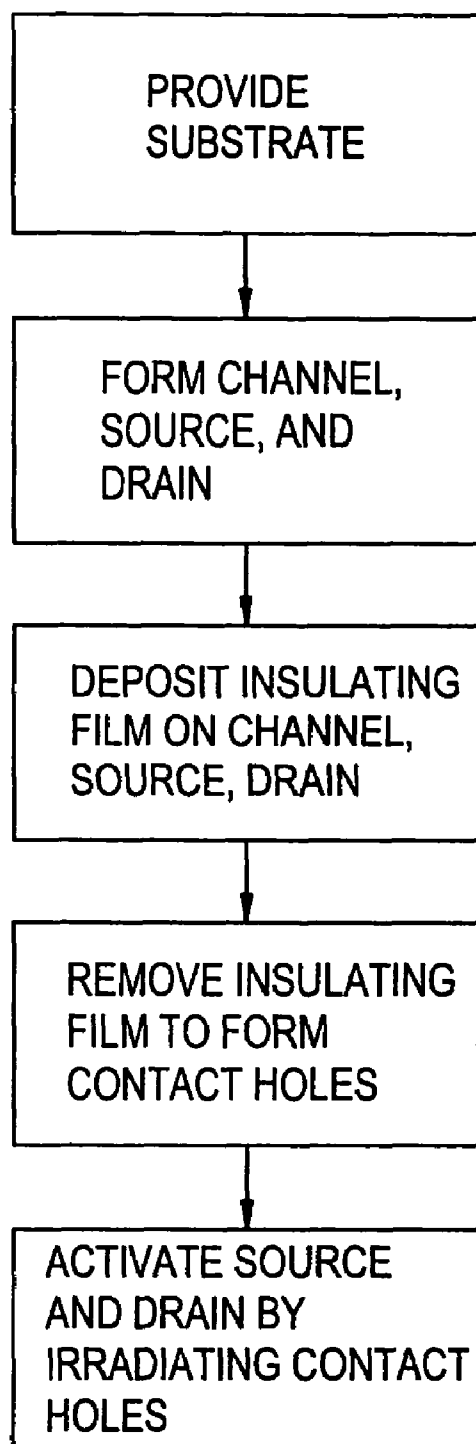 PROVIDE
SUBSTRATE
FORM CHANNEL,
SOURCE, AND
DRAIN
DEPOSIT INSULATING
FILM ON CHANNEL,
SOURCE, DRAIN
REMOVE INSULATING
FILM TO FORM
CONTACT HOLES
ACTIVATE SOURCE
AND DRAIN BY
IRRADIATING CONTACT
HOLES